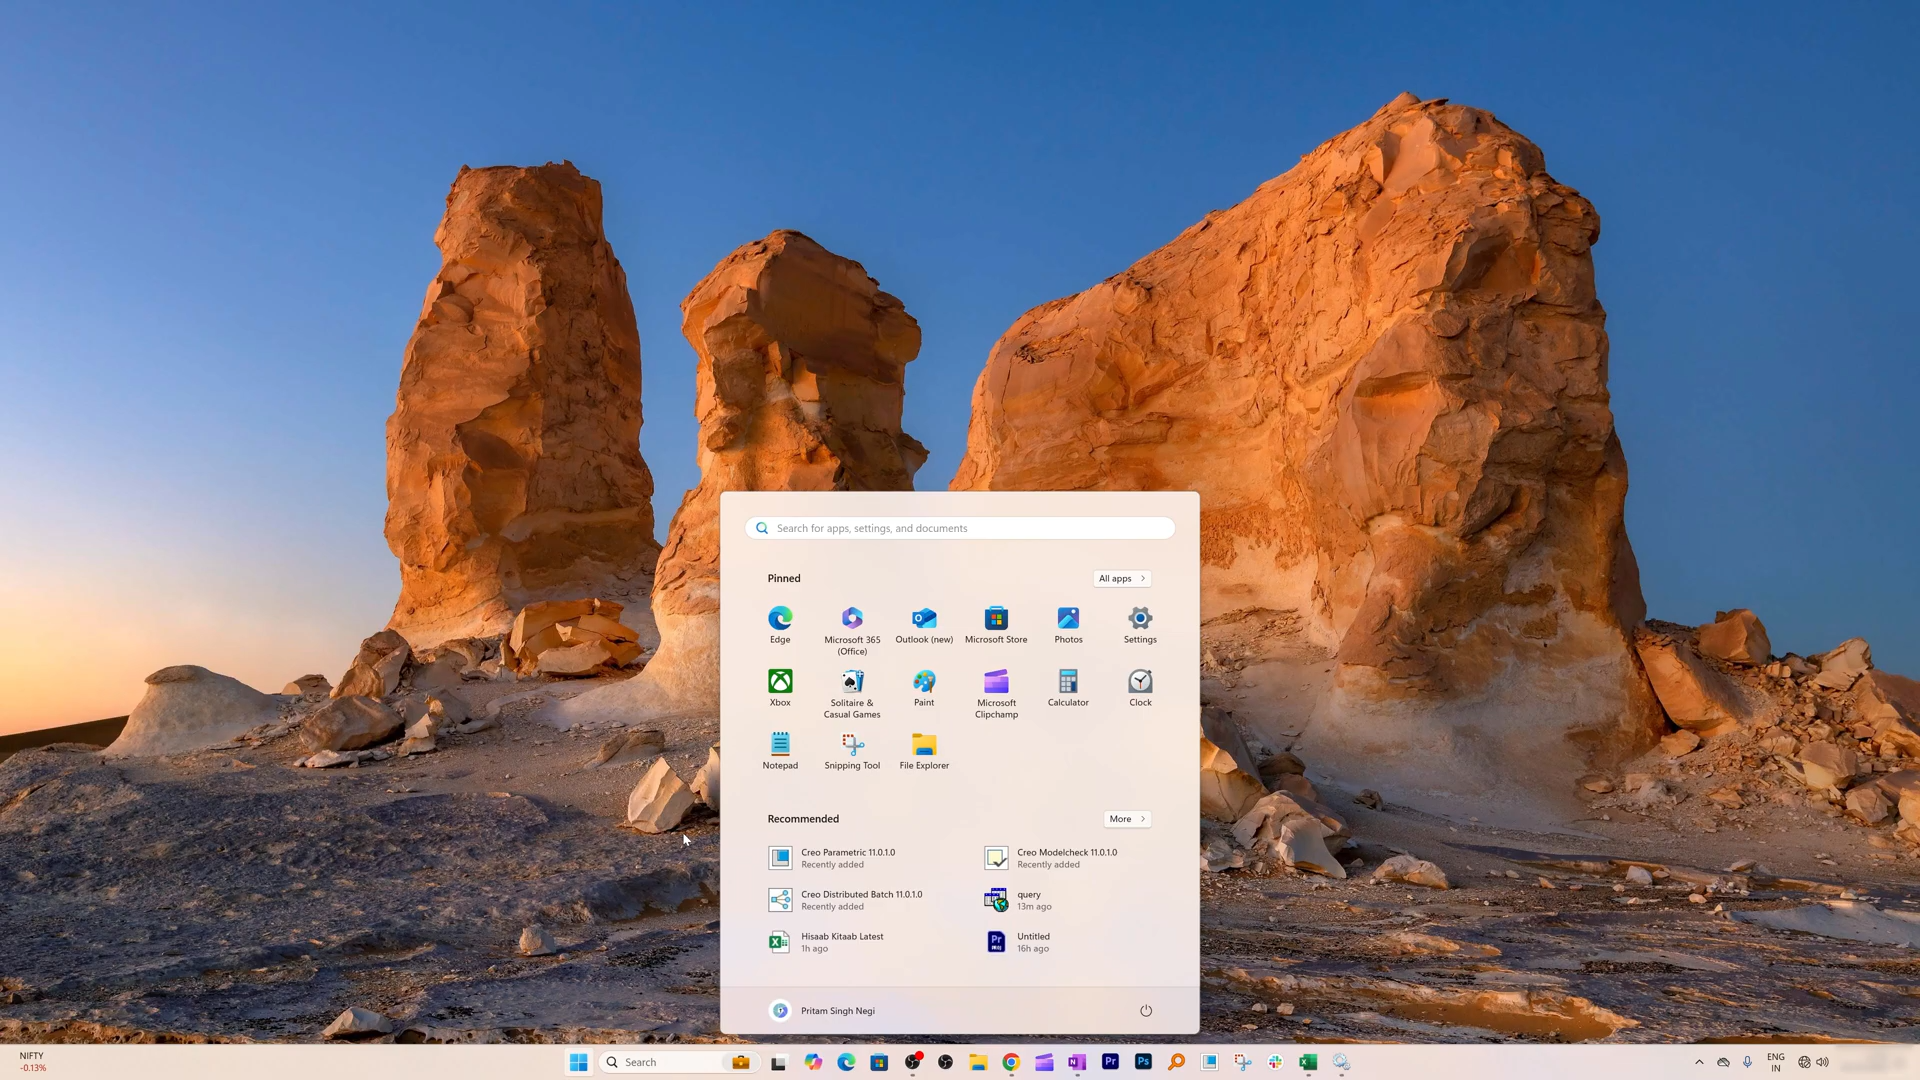 Search for apps, settings, and documents
Pinned
All apps
Edge
Microsoft 365
(Office)
Outlook (new)
Microsoft Store
Photos
Settings
Xbox
Solitaire &
Casual Games
Paint
Microsoft
Clipchamp
Calculator
Clock
Notepad
Snipping Tool
File Explorer
Recommended
More
Creo Parametric 11.0.1.0
Recently added
Creo Modelcheck 11.0.1.0
Recently added
Creo Distributed Batch 11.0.1.0
Recently added
query
13m ago
Hisaab Kitaab Latest
1h ago
Pr
Untitled
16h ago
Pritam Singh Negi
NIFTY
-0.13%
Search
N
Pr
Ps
ENG
IN